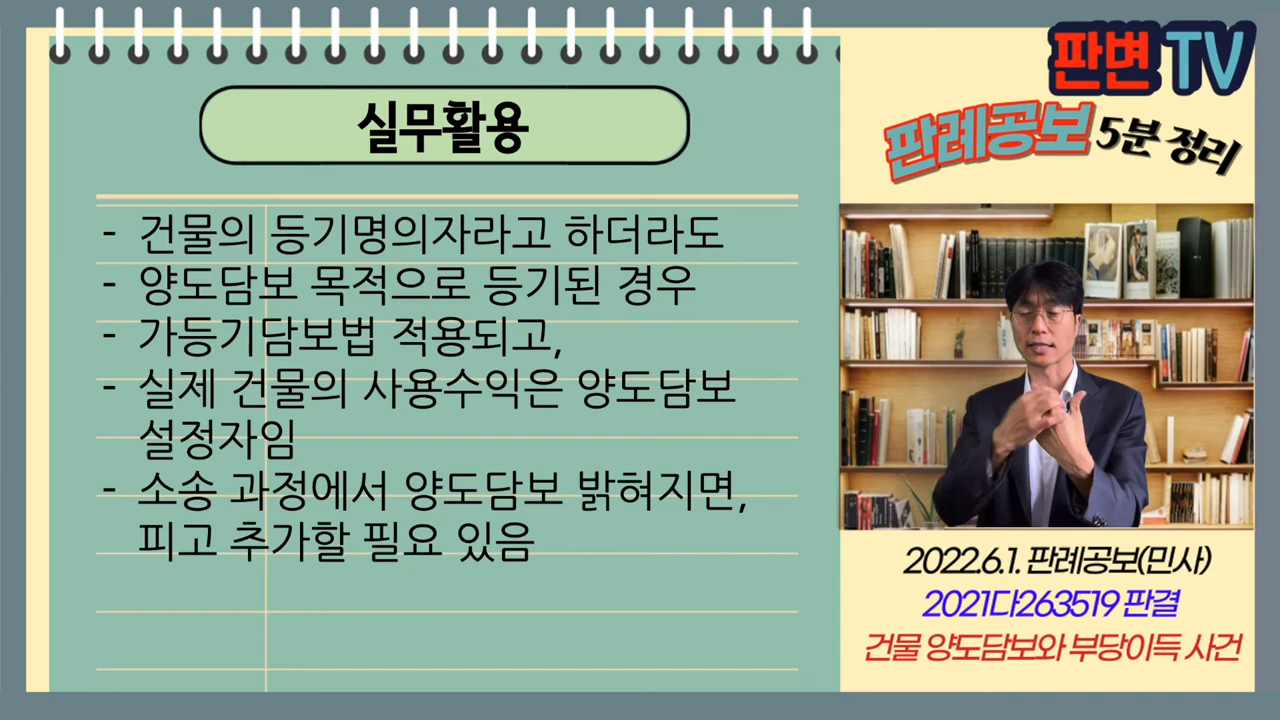 실무활용
- 건물의 등기명의자라고 하더라도
- 양도담보 목적으로 등기된 경우
- 가등기담보법 적용되고,
- 실제 건물의 사용수익은 양도담보
설정자임
- 소송 과정에서 양도담보 밝혀지면,
피고 추가할 필요 있음
판변 TV
판례공보 5분 정리
2022.6.1. 판례공보(민사)
2021다263519 판결
건물 양도담보와 부당이득 사건